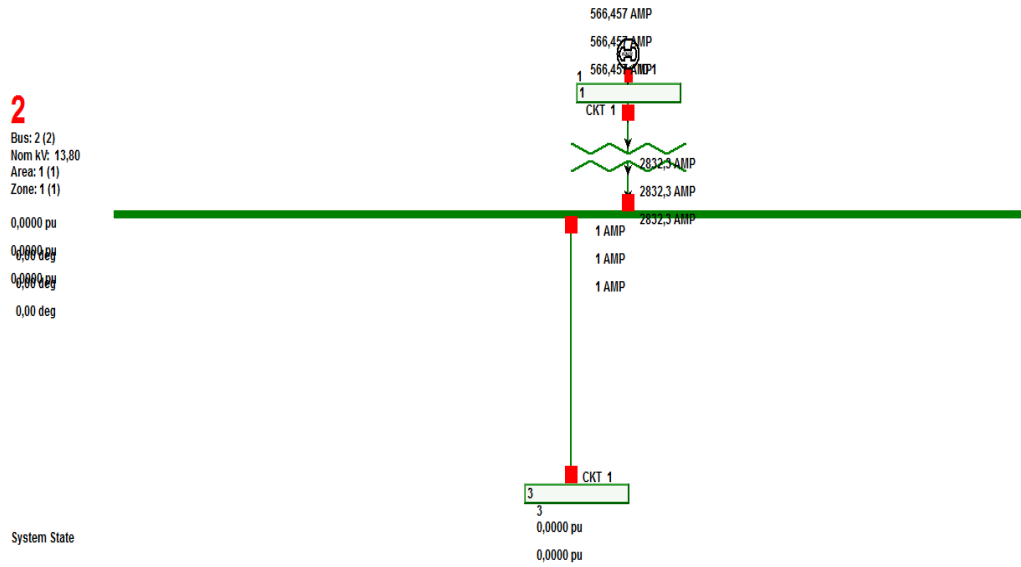 566,457 AMP
566,457 AMP
566,457 AMP
1
1
CKT 1
2
Bus: 2 (2)
Nom kV: 13,80
Area: 1 (1)
Zone: 1 (1)
2832,3 AMP
2832,3 AMP
2832,3 AMP
0,0000 pu
0,0000 pu
0,00 deg
0,0000 pu
0,00 deg
0,00 deg
1 AMP
1 AMP
1 AMP
CKT 1
3
3
0,0000 pu
0,0000 pu
System State